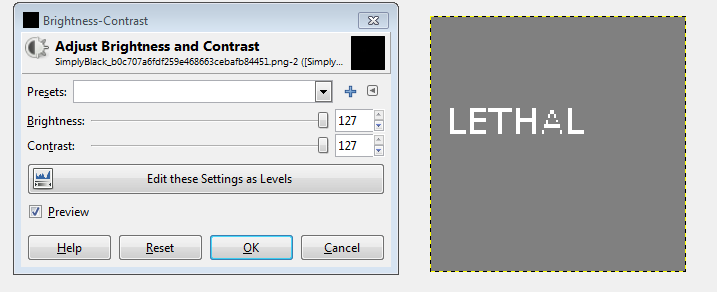 Brightness-Contrast
Adjust Brightness and Contrast
SimplyBlack_b0c707a6fdf259e468663cebafb84451.png-2 ([Simply...
Presets:
Brightness: 127
Contrast: 127
Edit these Settings as Levels
Preview
Help Reset OK Cancel
LETHAL